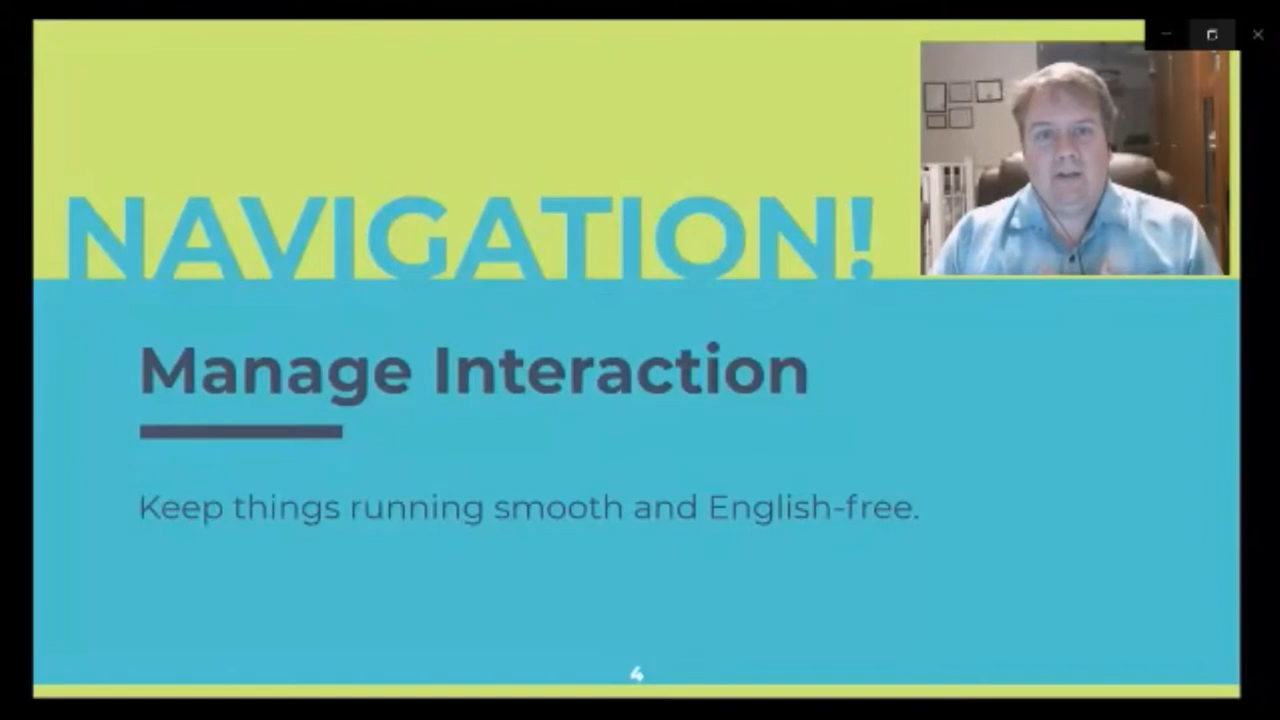 NAVIGATION!
Manage Interaction
Keep things running smooth and English-free.
4